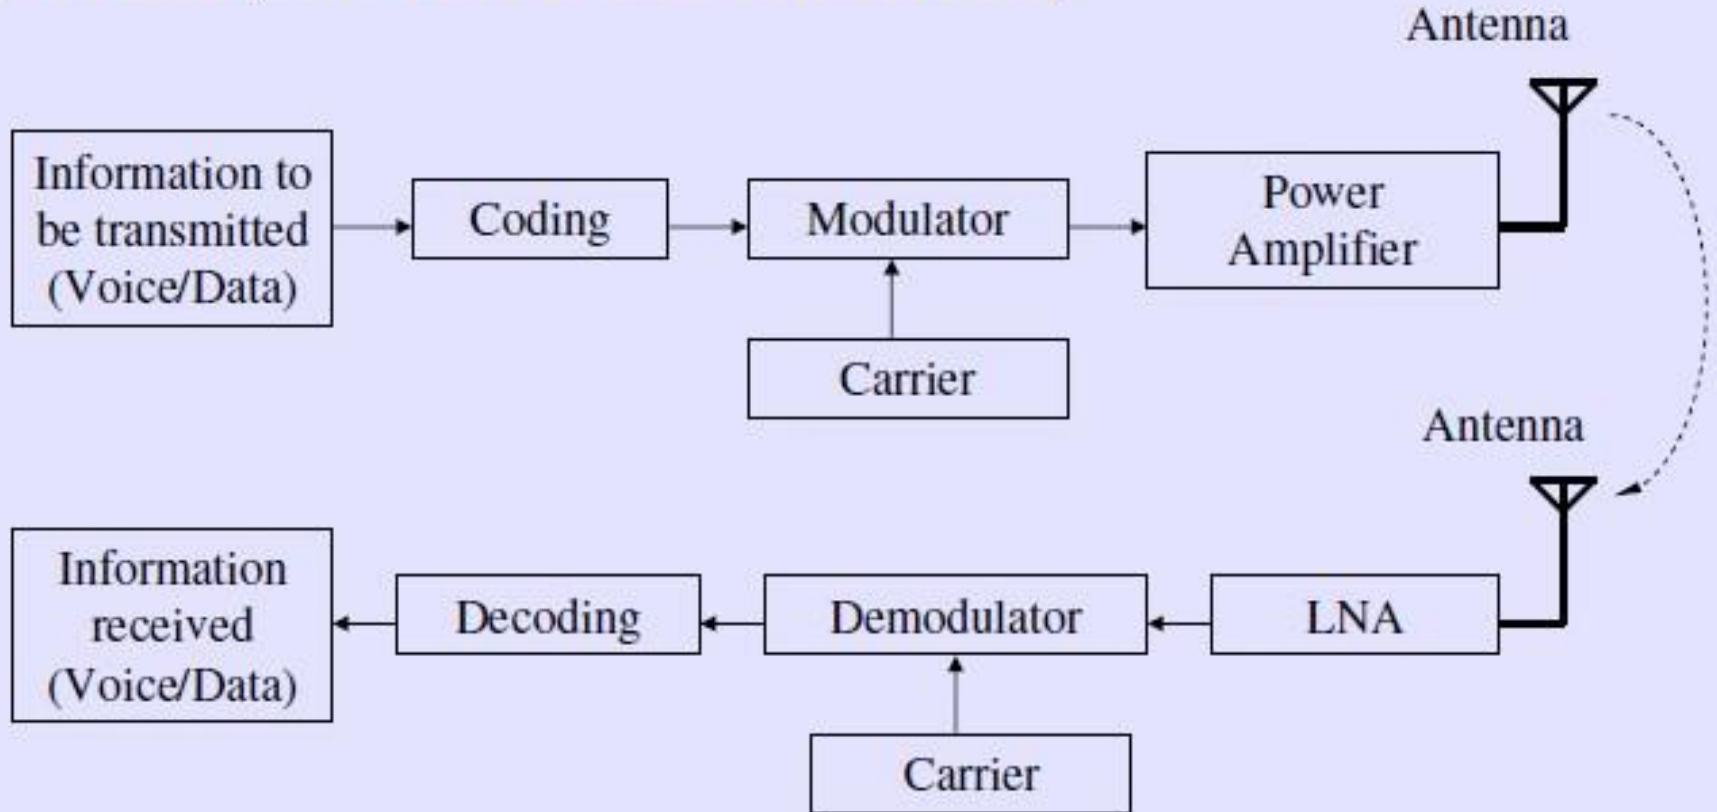 Antenna
Information to
be transmitted
(Voice/Data)
Coding
Modulator
Power
Amplifier
Carrier
Antenna
Information
received
(Voice/Data)
Decoding
Demodulator
LNA
Carrier